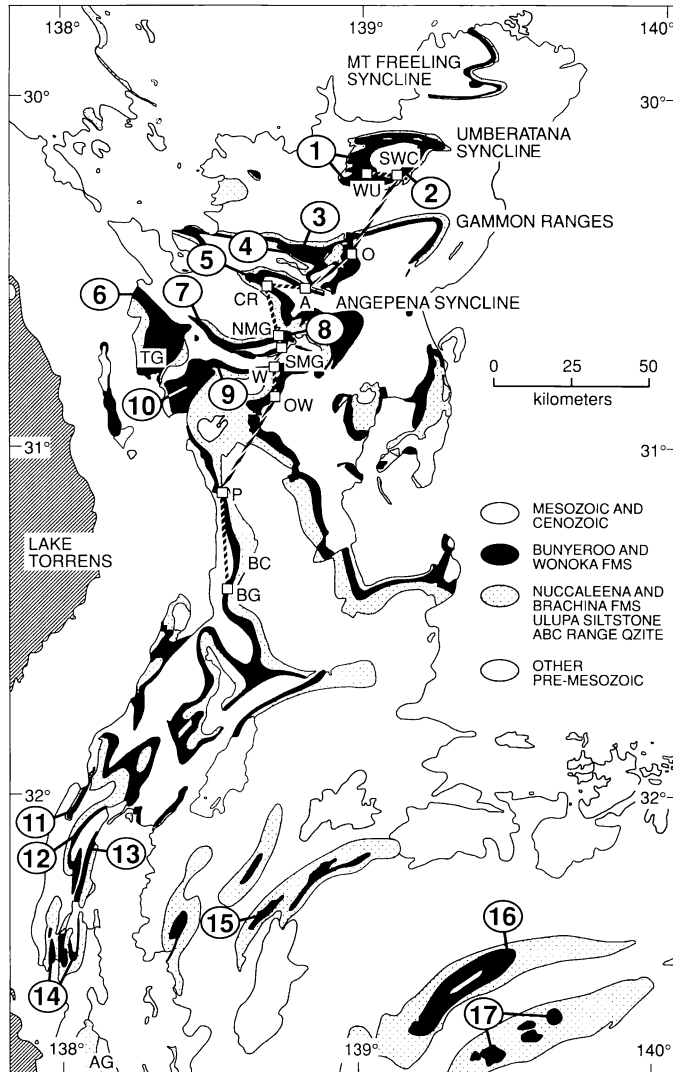 138°
139°
140°
MT FREELING
SYNCLINE
30°
30°
UMBERATANA
SYNCLINE
1
SWC
WU
2
3
GAMMON RANGES
4
O
5
6
7
CR
A
ANGEPENA SYNCLINE
NMG
8
TG
SMG
W
0
25
50
kilometers
10
9
OW
31°
31°
P
LAKE
TORRENS
BC
BG
MESOZOIC AND
CENOZOIC
BUNYEROO AND
WONOKA FMS
NUCCALEENA AND
BRACHINA FMS
ULUPA SILTSTONE
ABC RANGE QZITE
OTHER
PRE-MESOZOIC
32°
32°
11
12
13
15
16
14
17
138°
AG
139°
140°